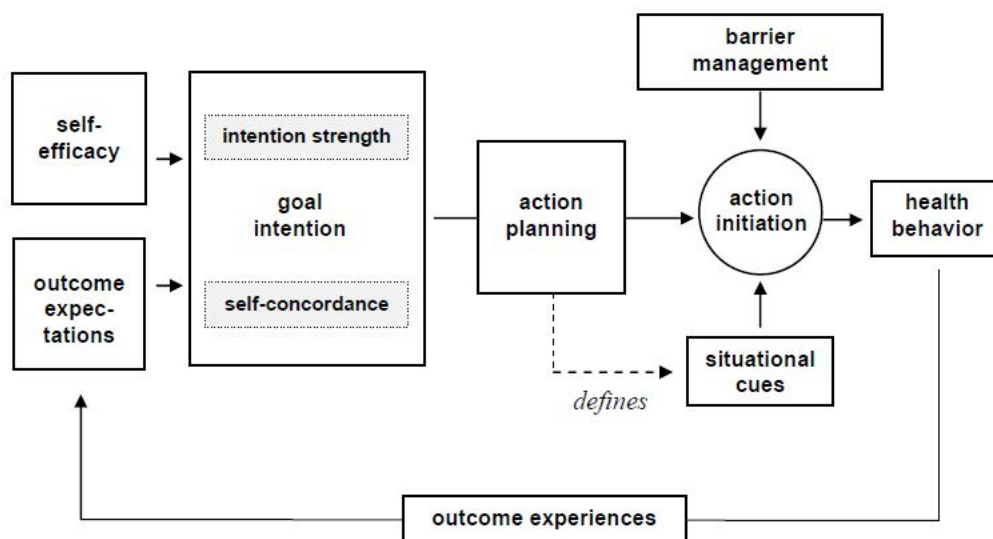 self-
efficacy
outcome
expec-
tations
intention strength
goal
intention
self-concordance
action
planning
defines
barrier
management
action
initiation
situational
cues
health
behavior
outcome experiences